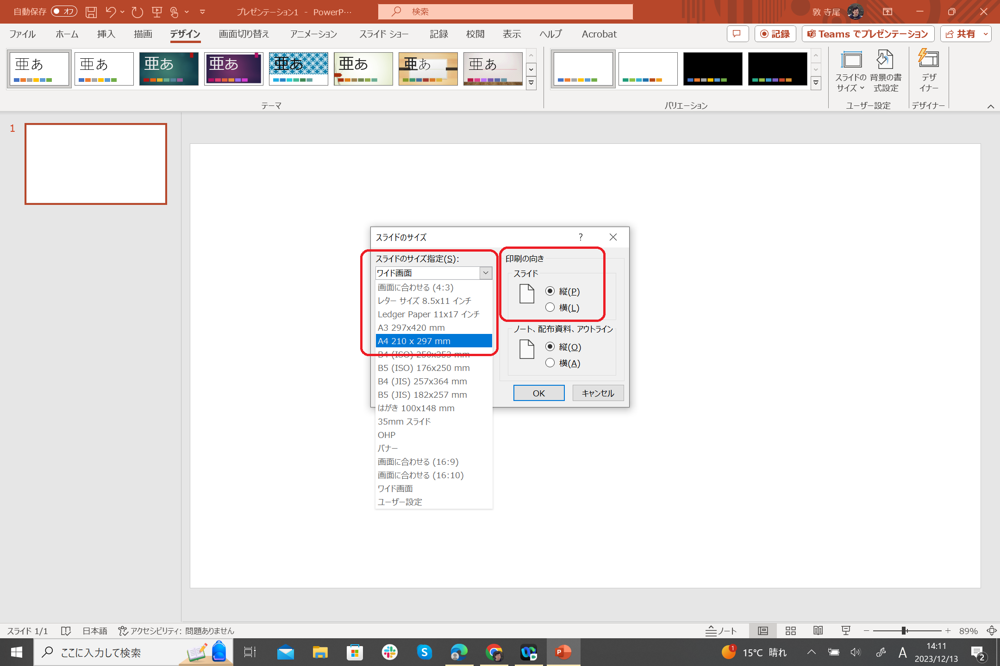 自動保存 オフ
プレゼンテーション1 - PowerP…
検索
敦 寺尾
ファイル ホーム 挿入 描画 デザイン 画面切り替え アニメーション スライド ショー 記録 校閲 表示 ヘルプ Acrobat
記録
Teams でプレゼンテーション
共有
亜あ 亜あ 亜あ 亜あ 亜あ 亜あ 亜あ 亜あ
スライドの
サイズ
背景の書
式設定
デザ
イナー
テーマ
バリエーション
ユーザー設定
デザイナー
1
スライドのサイズ
?
スライドのサイズ指定(S):
ワイド画面
画面に合わせる (4:3)
レター サイズ 8.5x11 インチ
Ledger Paper 11x17 インチ
A3 297x420 mm
A4 210 x 297 mm
B4 (ISO) 250x353 mm
B5 (ISO) 176x250 mm
B4 (JIS) 257x364 mm
B5 (JIS) 182x257 mm
はがき 100x148 mm
35mm スライド
OHP
バナー
画面に合わせる (16:9)
画面に合わせる (16:10)
ワイド画面
ユーザー設定
印刷の向き
スライド
縦(P)
横(L)
ノート、配布資料、アウトライン
縦(O)
横(A)
OK
キャンセル
スライド 1/1
日本語
アクセシビリティ: 問題ありません
ノート
89%
ここに入力して検索
S
P
1
15°C 晴れ
A
14:11
2023/12/13
2